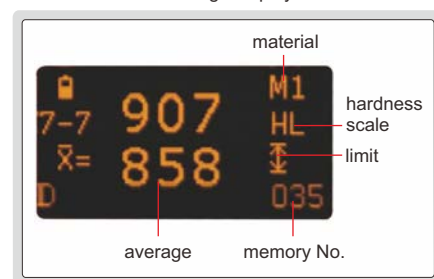 material
M1
907
7-7
HL
hardness
scale
x̄=
858
limit
D
035
average
memory No.